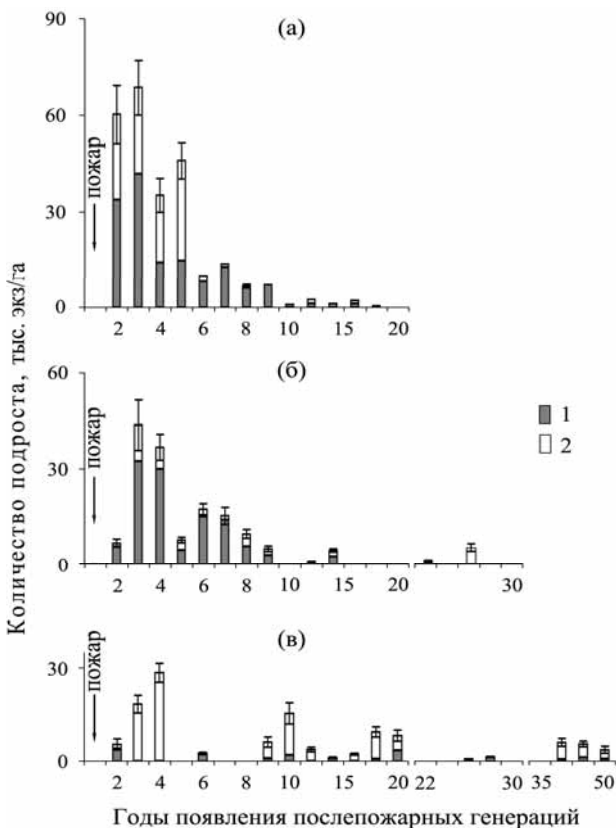 Количество подроста, тыс. экз/га
(а)
90
60
30
0
пожар
2 4 6 8 10 15 20
(б)
60
30
0
пожар
2 4 6 8 10 15 20 30
1
2
(в)
30
0
пожар
2 4 6 8 10 15 20 22 30 35 50
Годы появления послепожарных генераций